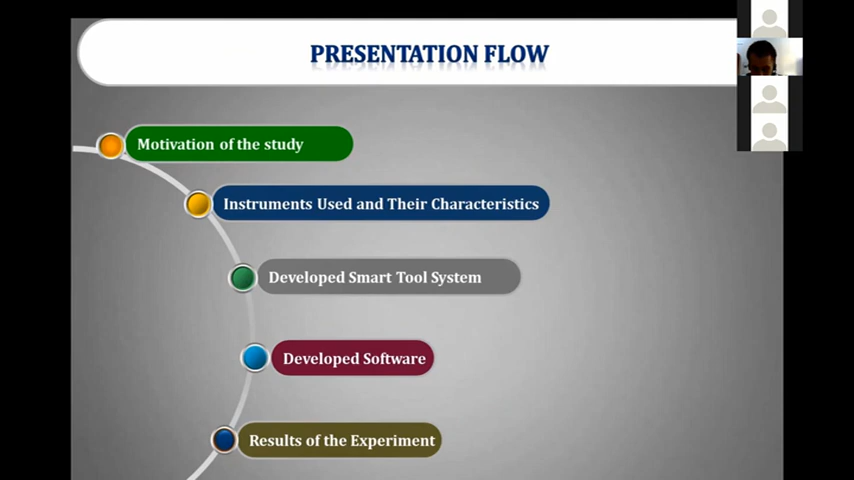 PRESENTATION FLOW
Motivation of the study
Instruments Used and Their Characteristics
Developed Smart Tool System
Developed Software
Results of the Experiment